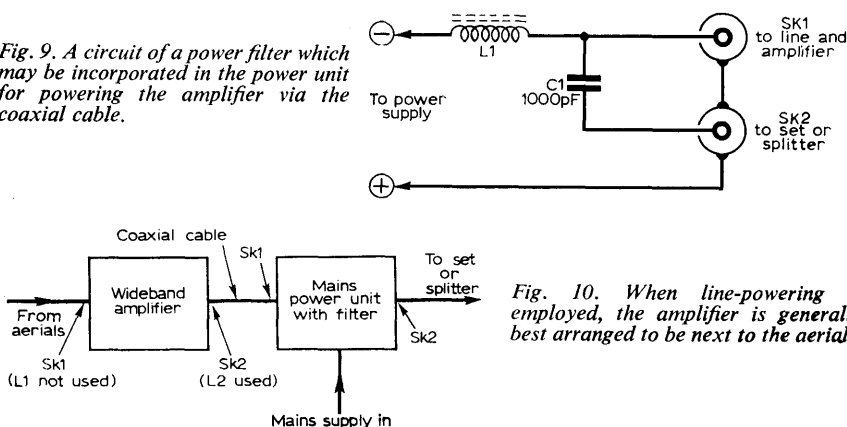 Fig. 9. A circuit of a power filter which
may be incorporated in the power unit
for powering the amplifier via the
coaxial cable.
−
L1
SK1
to line and
amplifier
To power
supply
C1
1000pF
SK2
to set or
splitter
+
Coaxial cable
Sk1
Wideband
amplifier
Mains
power unit
with filter
To set
or
splitter
From
aerials
Sk1
(L1 not used)
Sk2
(L2 used)
Sk2
Mains supply in
Fig. 10. When line-powering
employed, the amplifier is general
best arranged to be next to the aerial